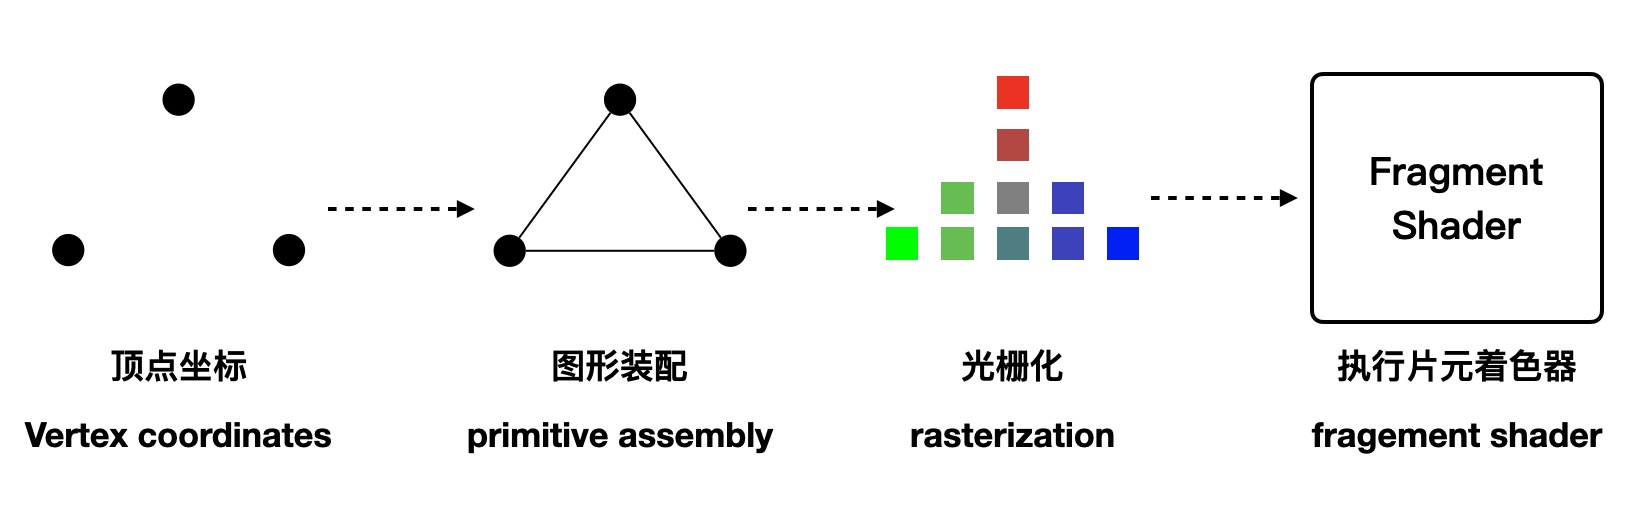 Fragment
Shader
顶点坐标
图形装配
光栅化
执行片元着色器
Vertex coordinates
primitive assembly
rasterization
fragement shader